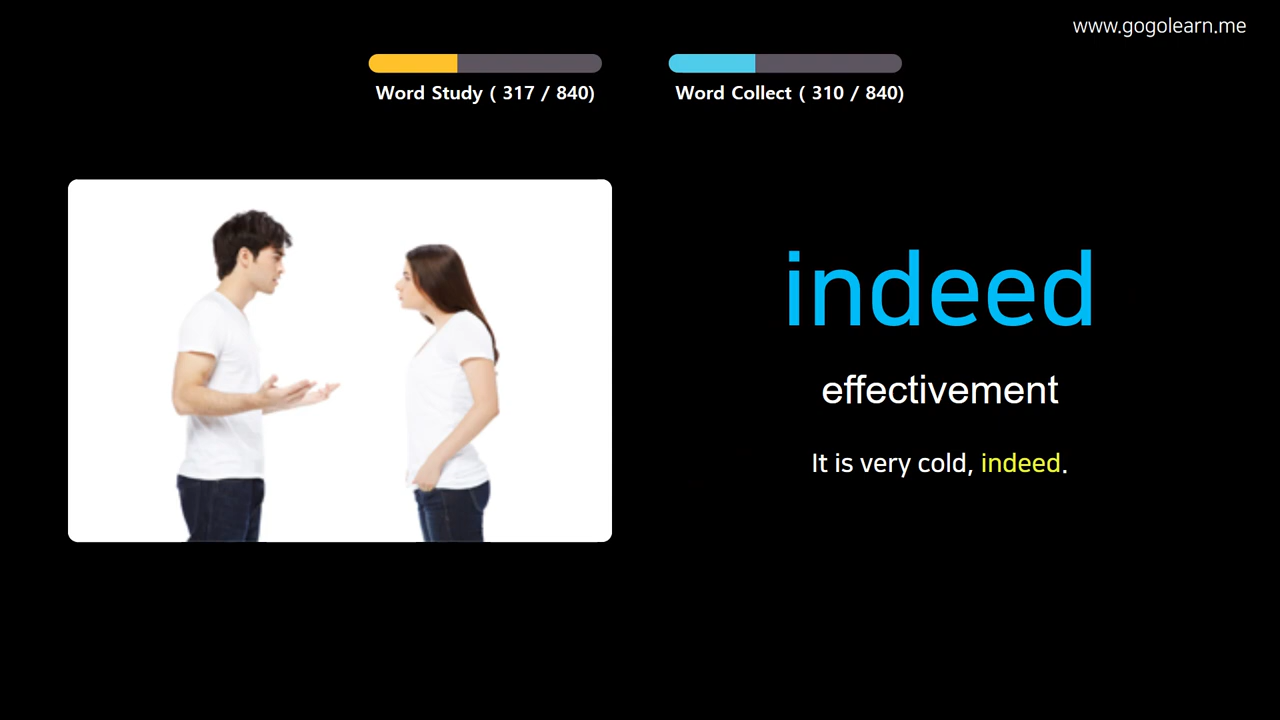 www.gogolearn.me
Word Study ( 317 / 840)
Word Collect ( 310 / 840)
indeed
effectivement
It is very cold, indeed.